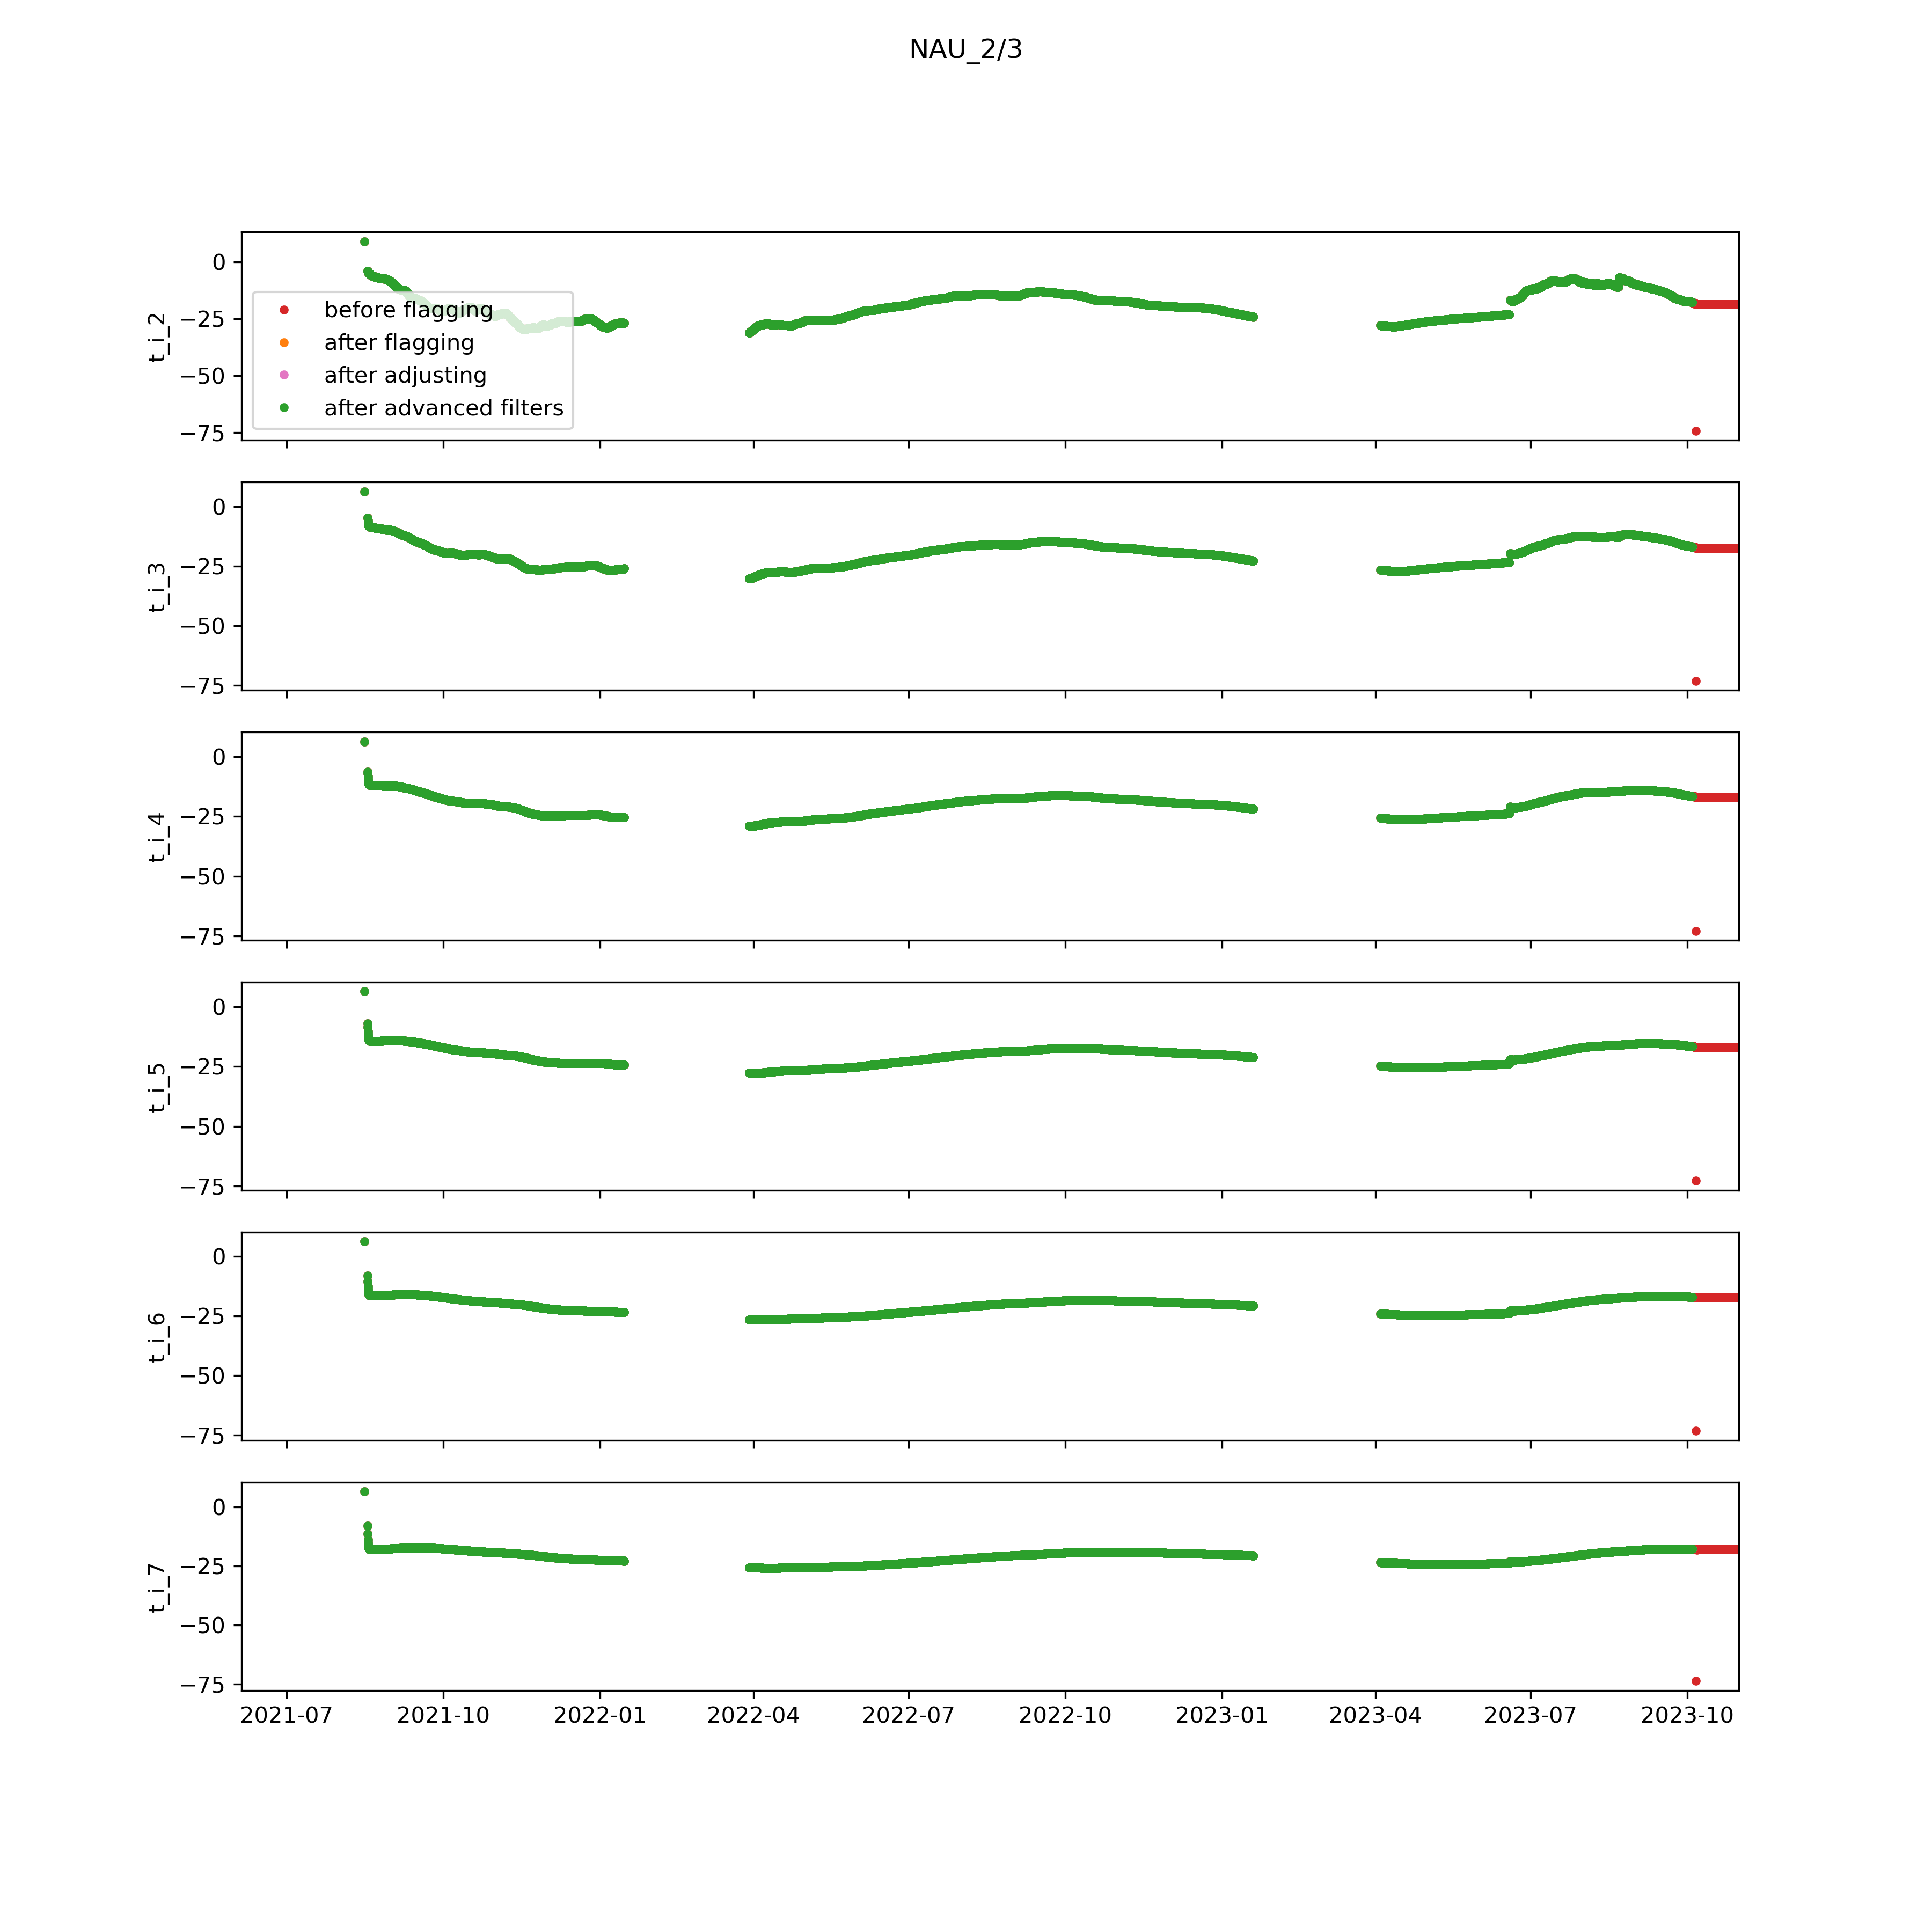 NAU_2/3
0
−25
−50
−75
t_i_2
before flagging
after flagging
after adjusting
after advanced filters
0
−25
−50
−75
t_i_3
0
−25
−50
−75
t_i_4
0
−25
−50
−75
t_i_5
0
−25
−50
−75
t_i_6
0
−25
−50
−75
t_i_7
2021-07 2021-10 2022-01 2022-04 2022-07 2022-10 2023-01 2023-04 2023-07 2023-10